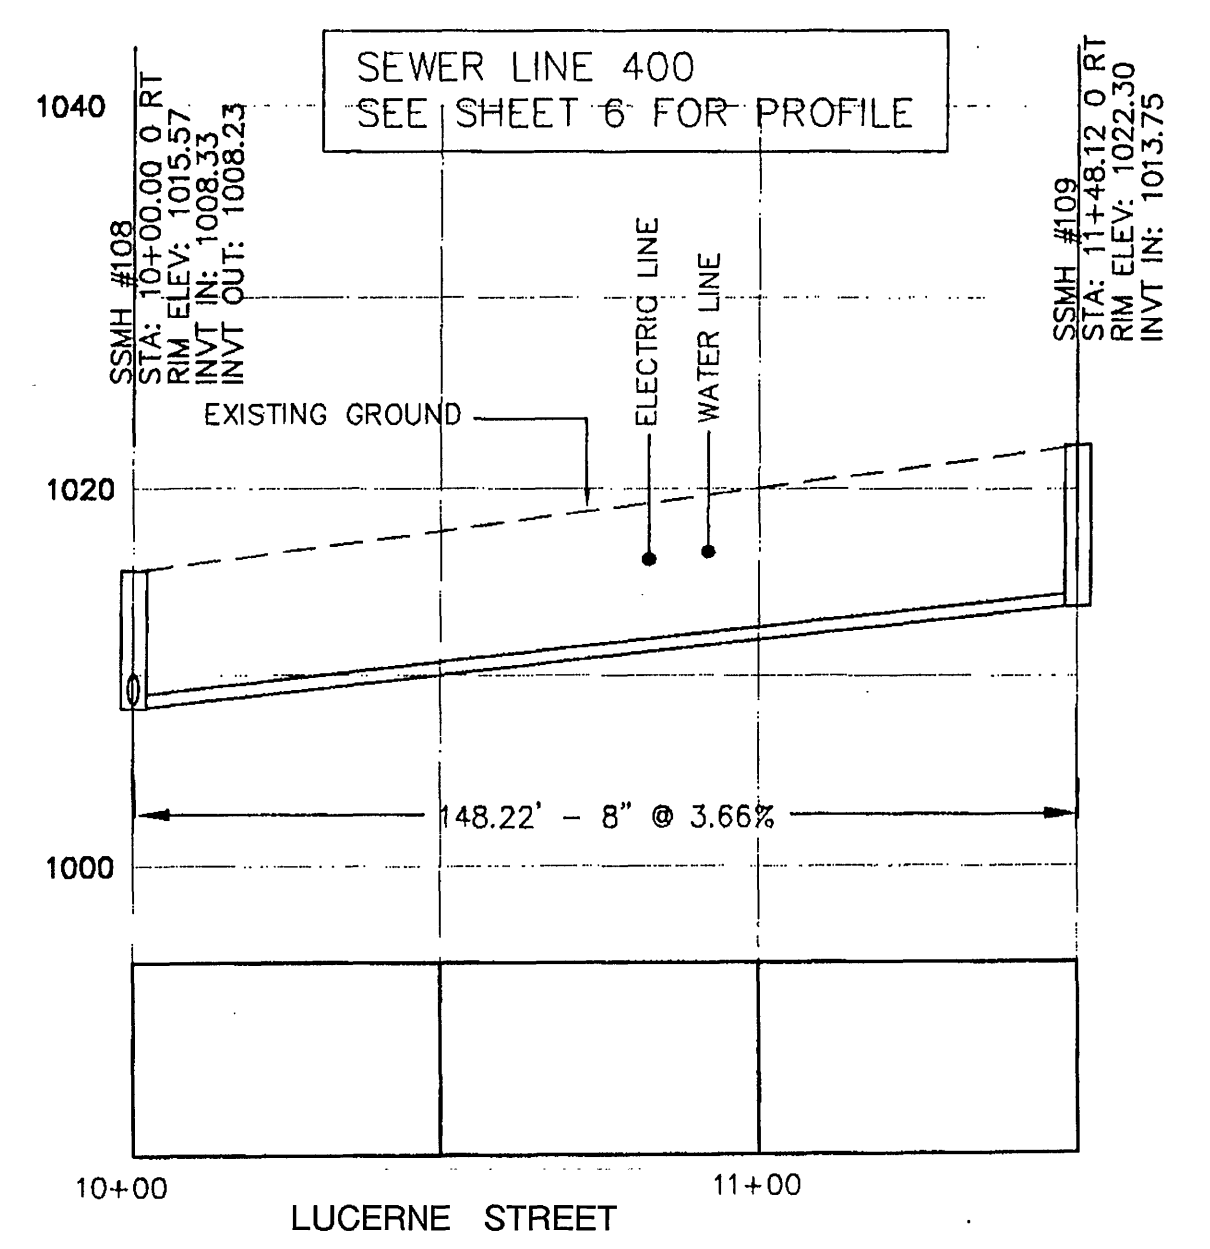 SEWER LINE 400
SEE SHEET 6 FOR PROFILE
1040
SSMH #108
STA: 10+00.00 0 RT
RIM ELEV: 1015.57
INVT IN: 1008.33
INVT OUT: 1008.23
SSMH #109
STA: 11+48.12 0 RT
RIM ELEV: 1022.30
INVT IN: 1013.75
ELECTRIC LINE
WATER LINE
EXISTING GROUND
1020
148.22' - 8" @ 3.66%
1000
10+00
11+00
LUCERNE STREET